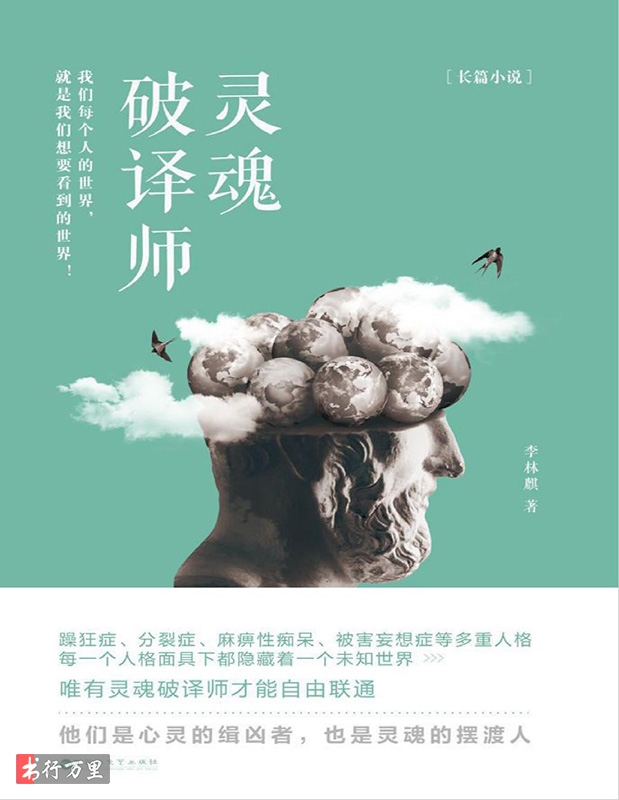 [长篇小说]
灵魂
破译师
我们每个人的世界，
就是我们想要看到的世界！
李林麒 著
躁狂症、分裂症、麻痹性痴呆、被害妄想症等多重人格
每一个人格面具下都隐藏着一个未知世界 >>>
唯有灵魂破译师才能自由联通
他们是心灵的缉凶者，也是灵魂的摆渡人
书行万里
出版社